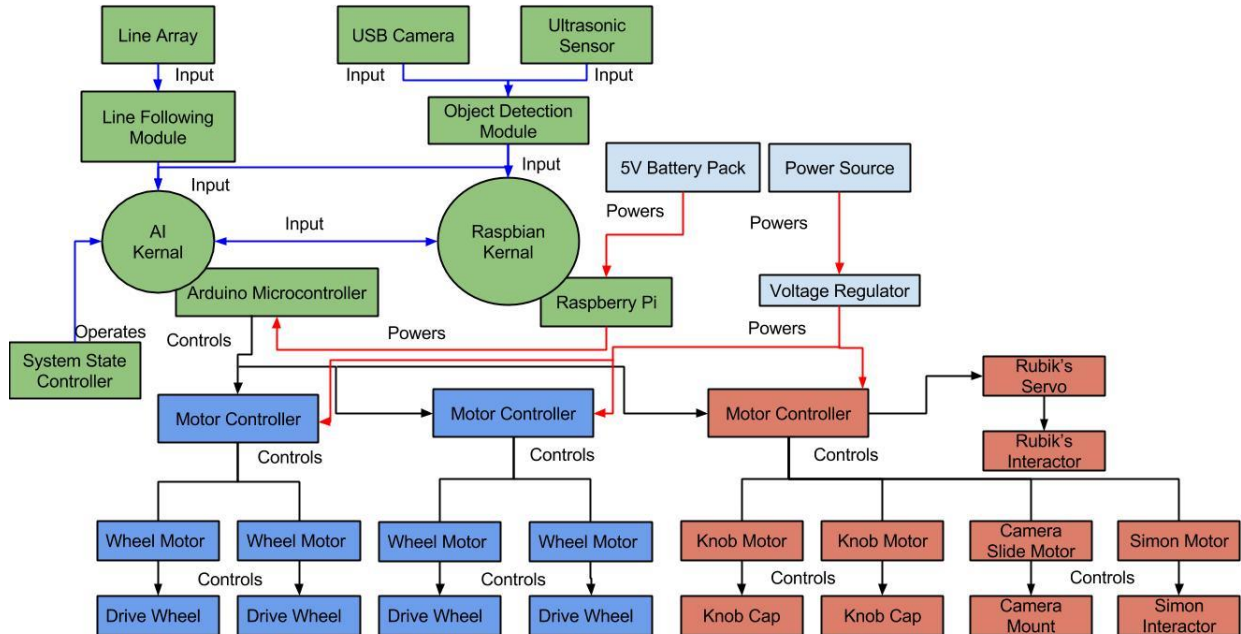 Line Array
USB Camera
Ultrasonic
Sensor
Input
Input
Input
Line Following
Module
Object Detection
Module
Input
Input
5V Battery Pack
Power Source
AI
Kernal
Input
Raspbian
Kernal
Powers
Powers
Arduino Microcontroller
Raspberry Pi
Voltage Regulator
Operates
Controls
Powers
Powers
System State
Controller
Rubik's
Servo
Motor Controller
Motor Controller
Motor Controller
Rubik's
Interactor
Controls
Controls
Controls
Wheel Motor
Wheel Motor
Wheel Motor
Wheel Motor
Knob Motor
Knob Motor
Camera
Slide Motor
Simon Motor
Controls
Controls
Controls
Controls
Drive Wheel
Drive Wheel
Drive Wheel
Drive Wheel
Knob Cap
Knob Cap
Camera
Mount
Simon
Interactor